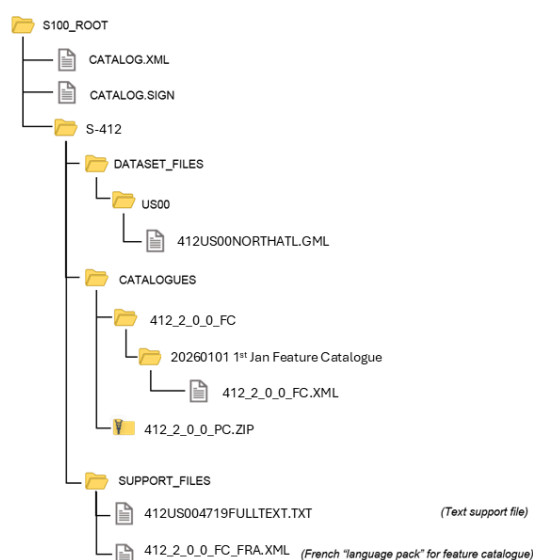 S100_ROOT
CATALOG.XML
CATALOG.SIGN
S-412
DATASET_FILES
US00
412US00NORTHATL.GML
CATALOGUES
412_2_0_0_FC
20260101 1st Jan Feature Catalogue
412_2_0_0_FC.XML
412_2_0_0_PC.ZIP
SUPPORT_FILES
412US004719FULLTEXT.TXT (Text support file)
412_2_0_0_FC_FRA.XML (French "language pack" for feature catalogue)